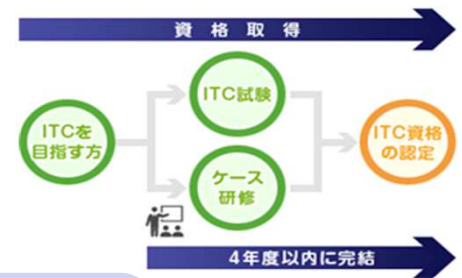 資格取得
ITC試験
ITCを
目指す方
ITC資格
の認定
ケース
研修
4年度以内に完結